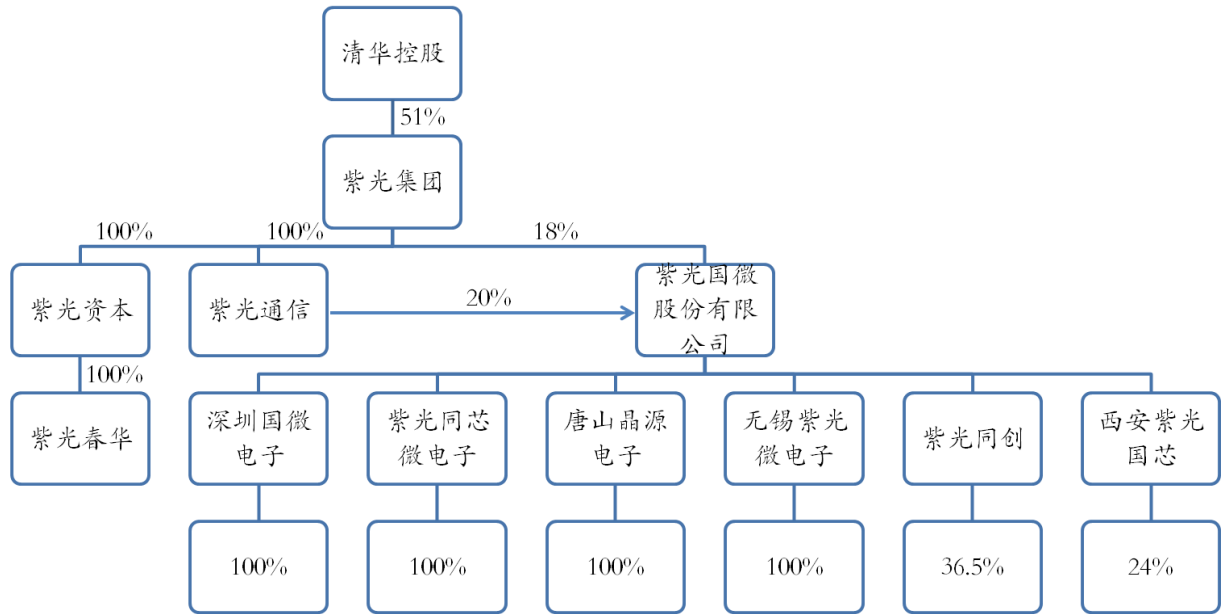 清华控股
51%
紫光集团
100%
100%
18%
紫光资本
紫光通信
20%
紫光国微
股份有限
公司
100%
紫光春华
深圳国微
电子
紫光同芯
微电子
唐山晶源
电子
无锡紫光
微电子
紫光同创
西安紫光
国芯
100%
100%
100%
100%
36.5%
24%